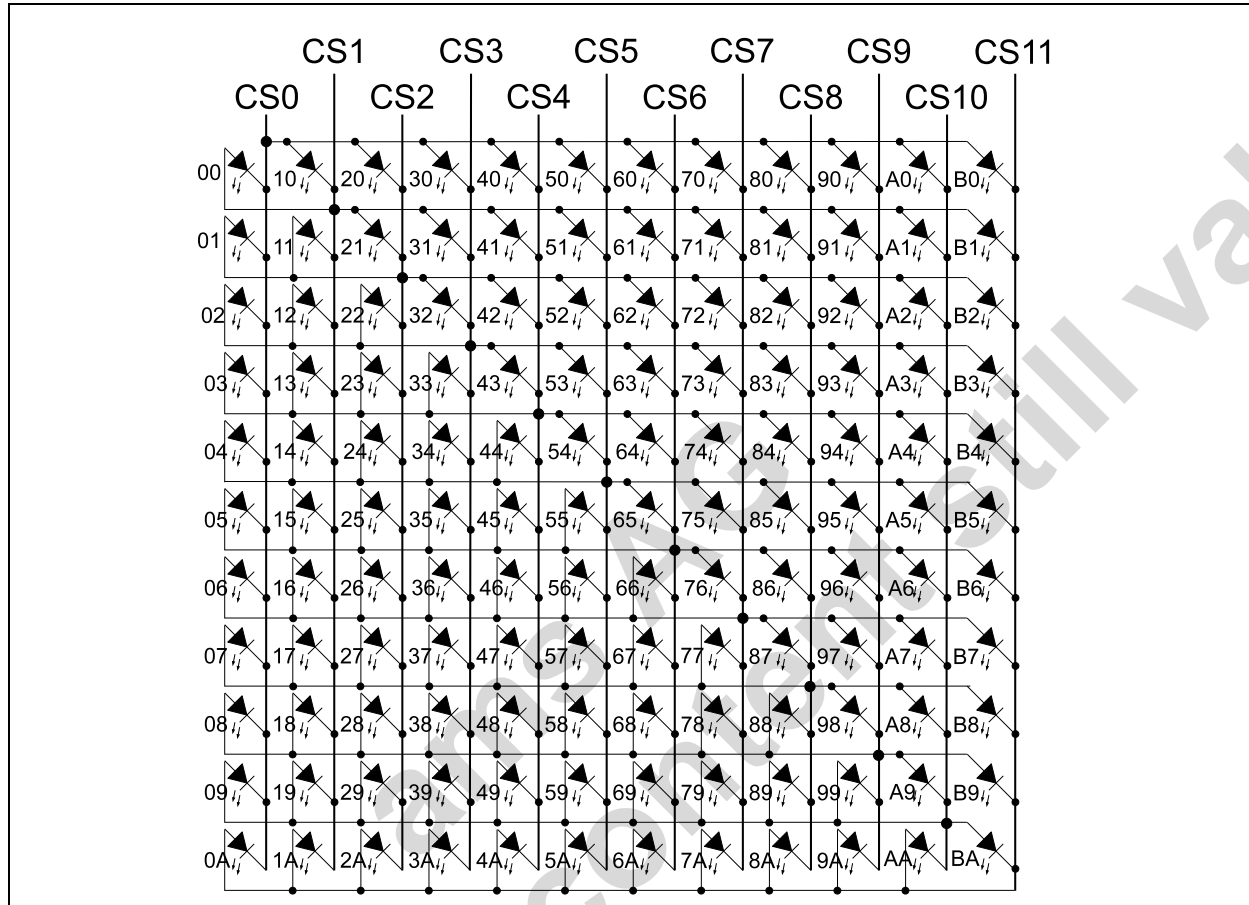 CS1 CS3 CS5 CS7 CS9 CS11
CS0 CS2 CS4 CS6 CS8 CS10
00 10 20 30 40 50 60 70 80 90 A0 B0
01 11 21 31 41 51 61 71 81 91 A1 B1
02 12 22 32 42 52 62 72 82 92 A2 B2
03 13 23 33 43 53 63 73 83 93 A3 B3
04 14 24 34 44 54 64 74 84 94 A4 B4
05 15 25 35 45 55 65 75 85 95 A5 B5
06 16 26 36 46 56 66 76 86 96 A6 B6
07 17 27 37 47 57 67 77 87 97 A7 B7
08 18 28 38 48 58 68 78 88 98 A8 B8
09 19 29 39 49 59 69 79 89 99 A9 B9
0A 1A 2A 3A 4A 5A 6A 7A 8A 9A AA BA
ams AG
content still